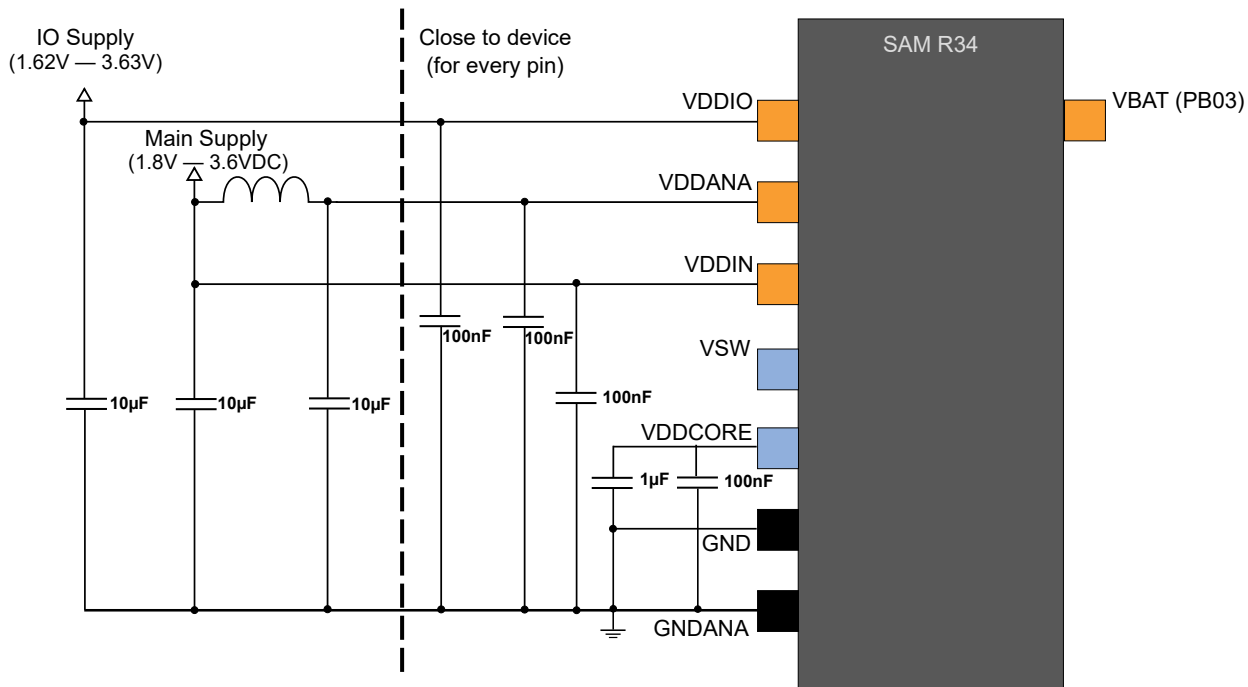 IO Supply
(1.62V — 3.63V)
Close to device
(for every pin)
SAM R34
VDDIO
VBAT (PB03)
Main Supply
(1.8V — 3.6VDC)
VDDANA
VDDIN
100nF
100nF
VSW
10µF
10µF
10µF
100nF
VDDCORE
1µF
100nF
GND
GNDANA